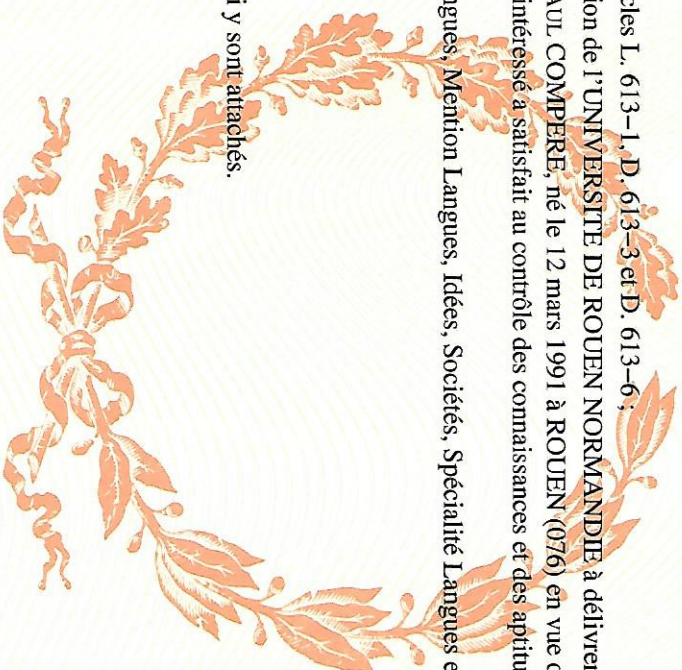 cles L. 613–1, D. 613–3 et D. 613–6 ;
ion de l'UNIVERSITE DE ROUEN NORMANDIE à délivrer
AUL COMPERE, né le 12 mars 1991 à ROUEN (076) en vue d
intéressé a satisfait au contrôle des connaissances et des aptitu
ngues, Mention Langues, Idées, Sociétés, Spécialité Langues e
i y sont attachés.